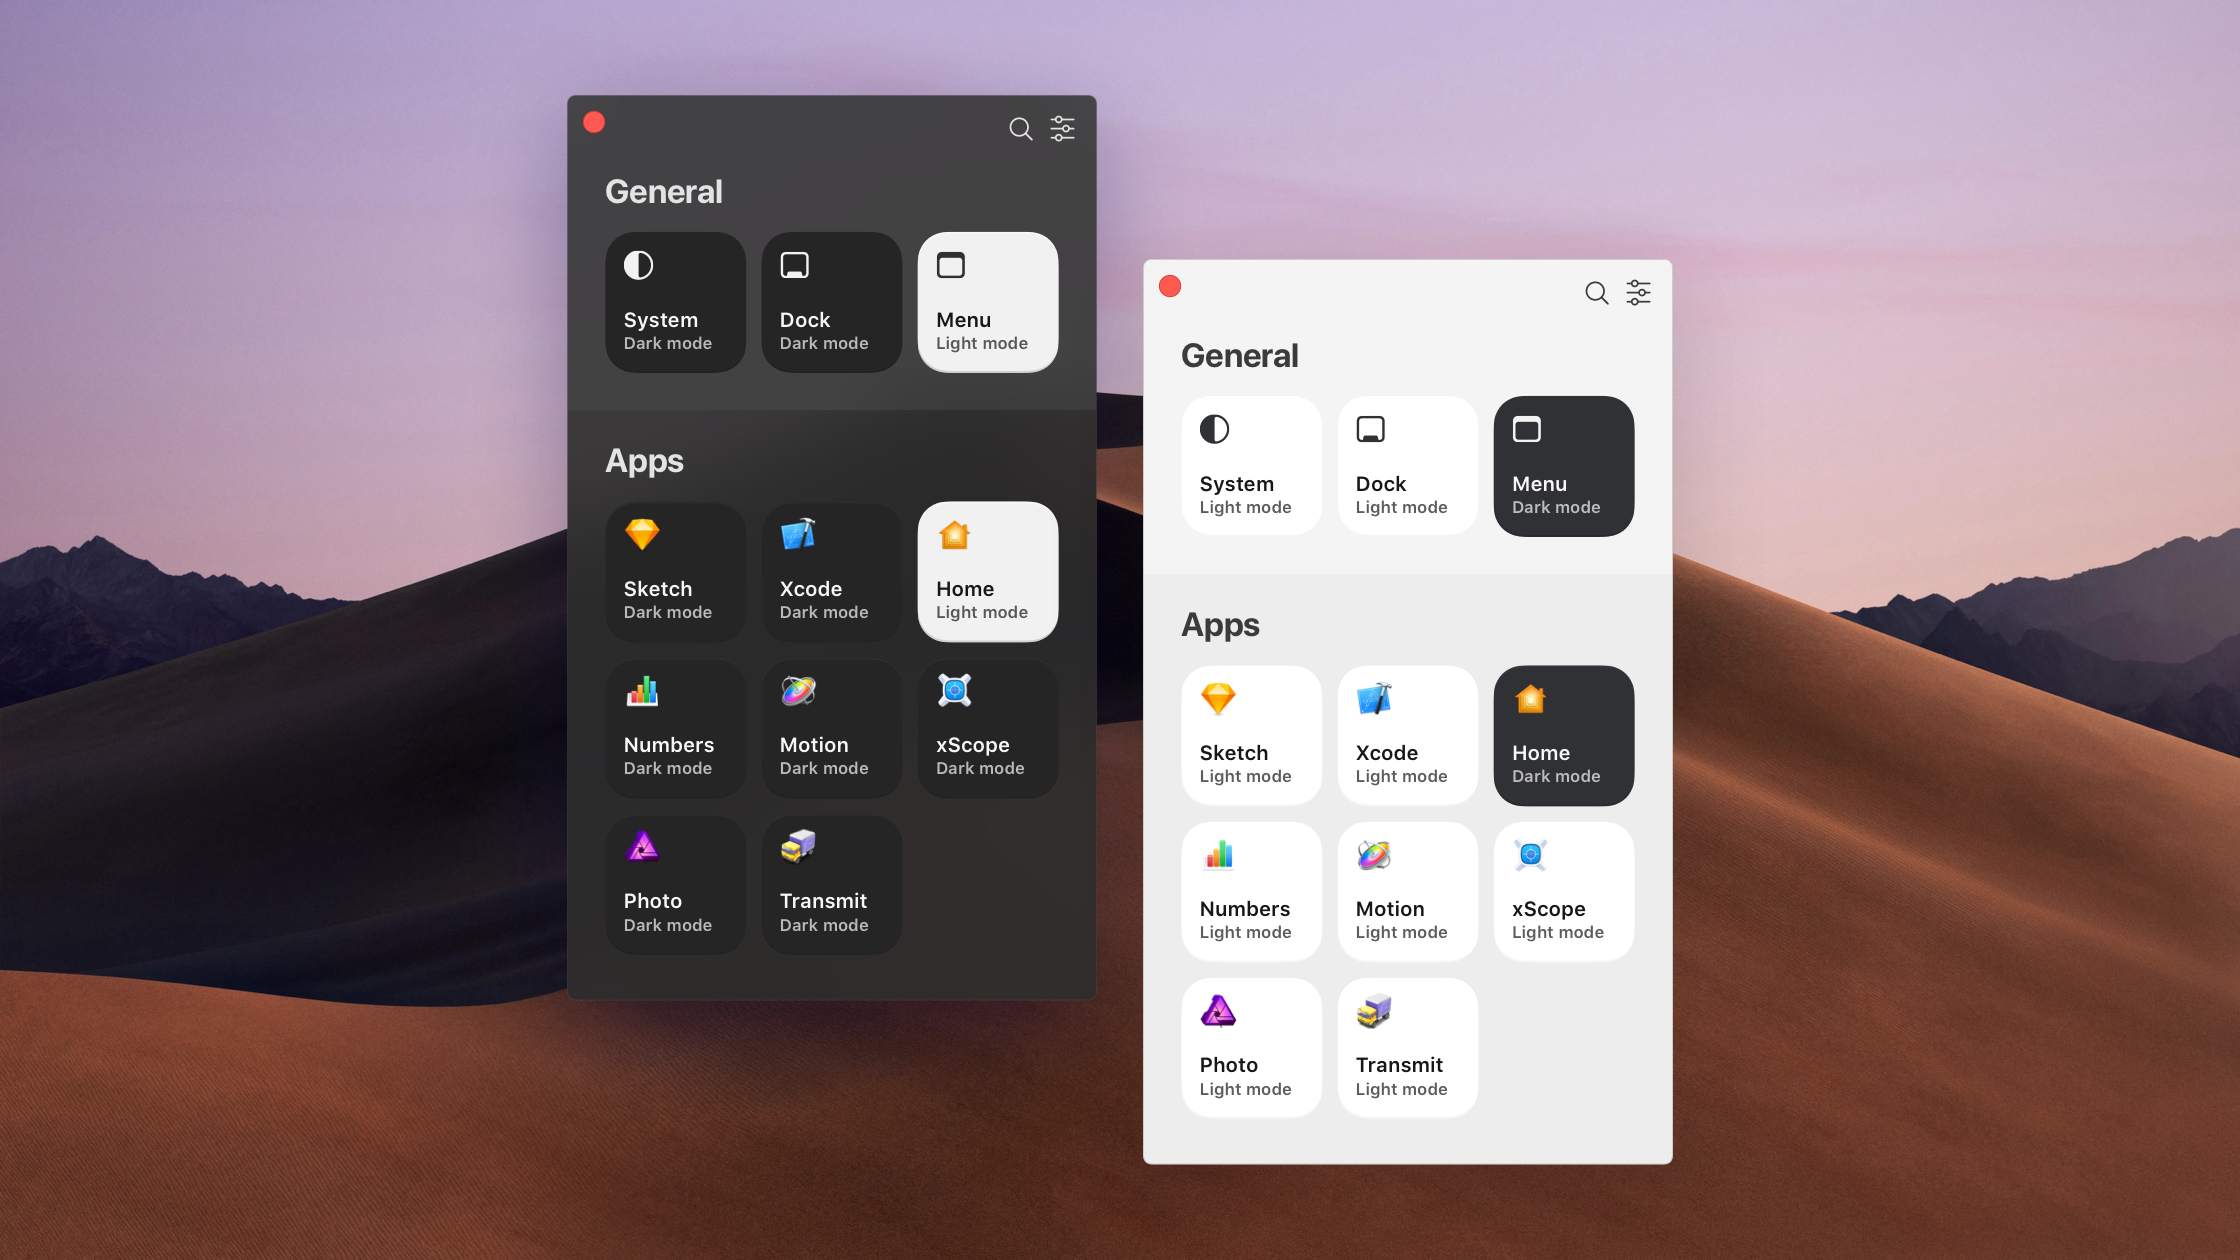 General
System
Dark mode
Dock
Dark mode
Menu
Light mode
Apps
Sketch
Dark mode
Xcode
Dark mode
Home
Light mode
Numbers
Dark mode
Motion
Dark mode
xScope
Dark mode
Photo
Dark mode
Transmit
Dark mode
General
System
Light mode
Dock
Light mode
Menu
Dark mode
Apps
Sketch
Light mode
Xcode
Light mode
Home
Dark mode
Numbers
Light mode
Motion
Light mode
xScope
Light mode
Photo
Light mode
Transmit
Light mode